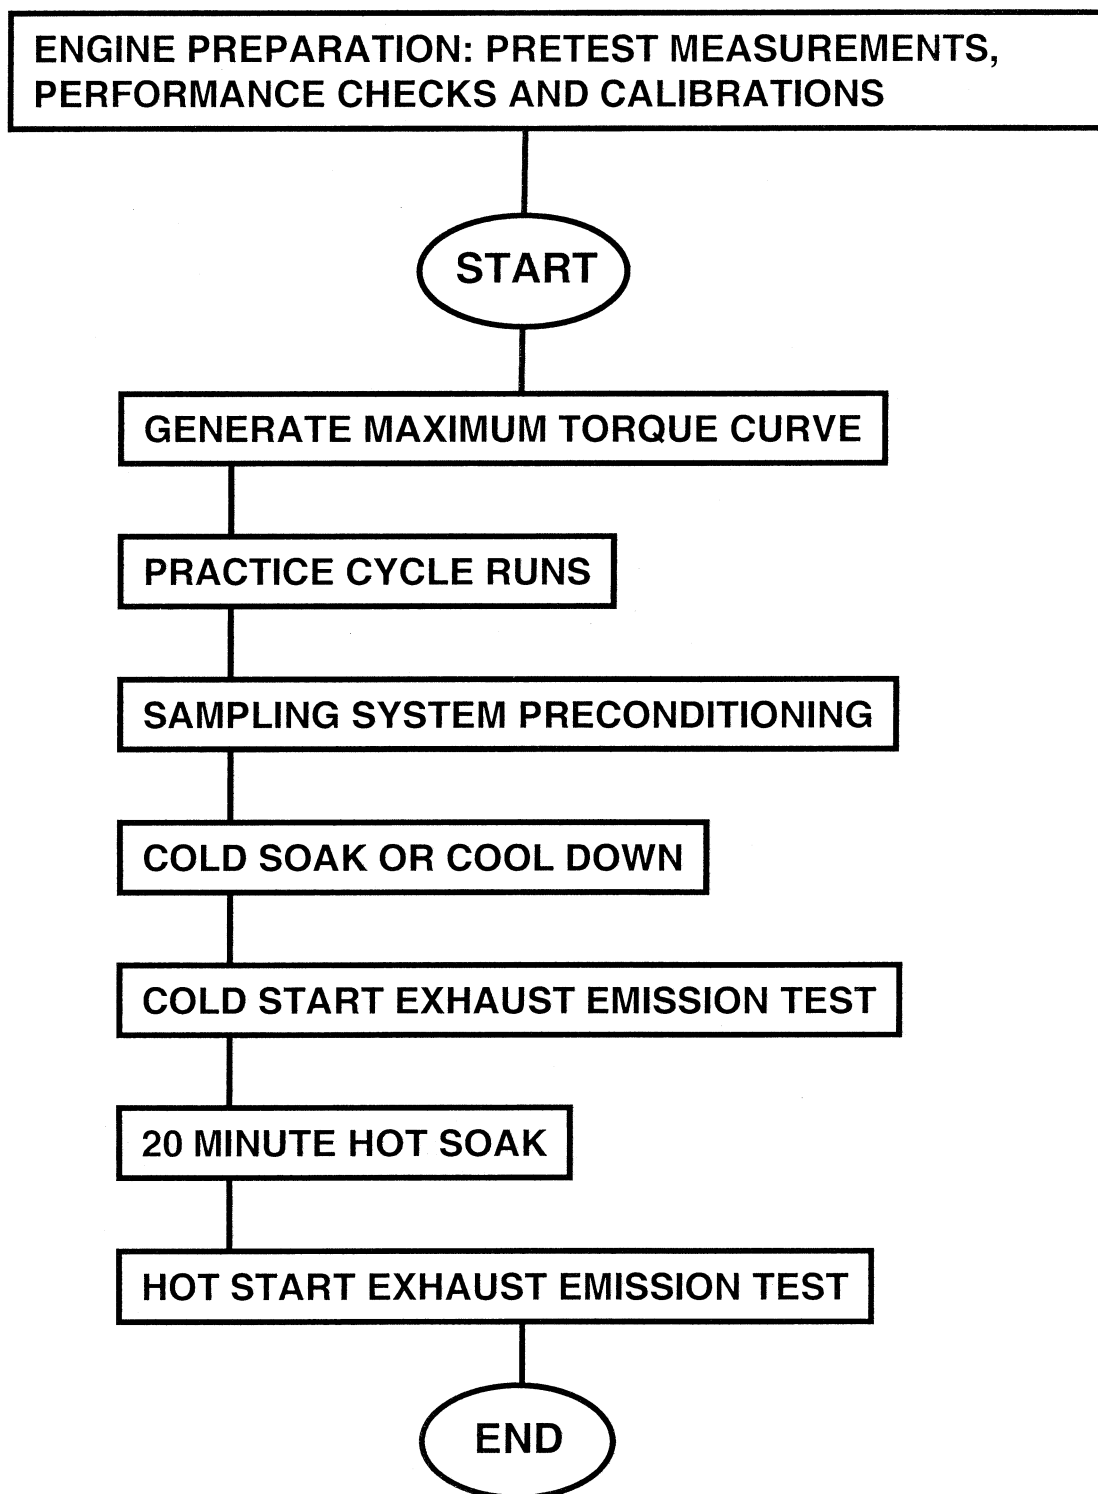 ENGINE PREPARATION: PRETEST MEASUREMENTS,
PERFORMANCE CHECKS AND CALIBRATIONS
START
GENERATE MAXIMUM TORQUE CURVE
PRACTICE CYCLE RUNS
SAMPLING SYSTEM PRECONDITIONING
COLD SOAK OR COOL DOWN
COLD START EXHAUST EMISSION TEST
20 MINUTE HOT SOAK
HOT START EXHAUST EMISSION TEST
END